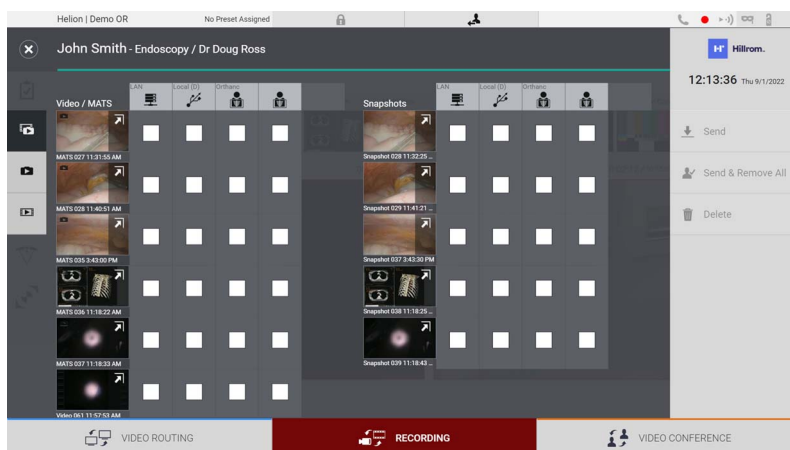 Helion | Demo OR
No Preset Assigned
John Smith - Endoscopy / Dr Doug Ross
Hillrom.
12:13:36 Thu 9/1/2022
Video / MATS
LAN
Local (D)
Orthanc
Snapshots
LAN
Local (D)
Orthanc
MATS 027 11:31:55 AM
Snapshot 028 11:32:25 ...
MATS 028 11:40:51 AM
Snapshot 029 11:41:21 ...
MATS 035 3:43:00 PM
Snapshot 037 3:43:30 PM
MATS 036 11:18:22 AM
Snapshot 038 11:18:25 ...
MATS 037 11:18:33 AM
Snapshot 039 11:18:43 ...
Video 061 11:57:53 AM
Send
Send & Remove All
Delete
VIDEO ROUTING
RECORDING
VIDEO CONFERENCE